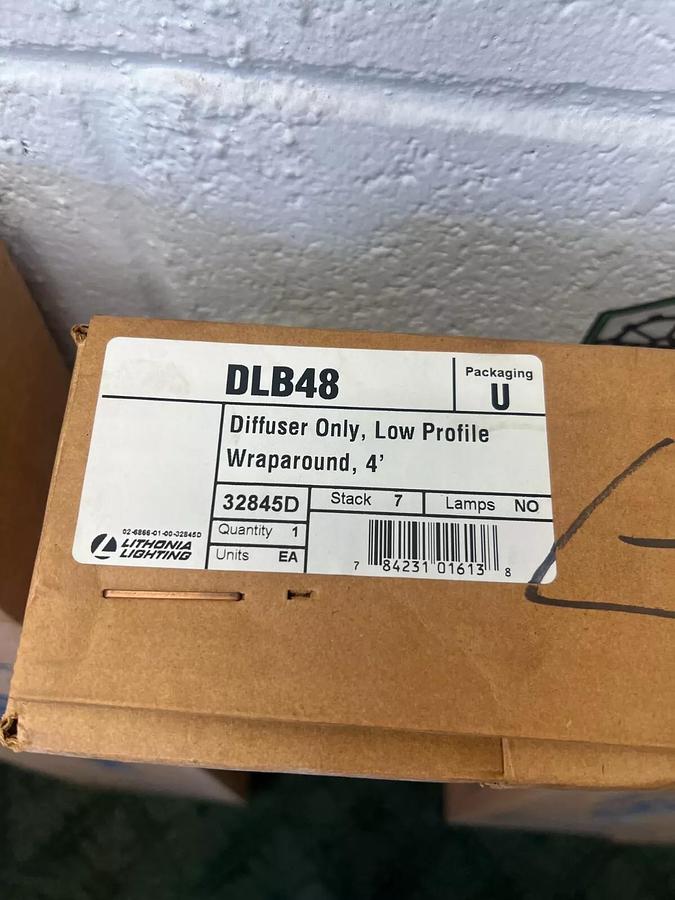 DLB48
Packaging
U
Diffuser Only, Low Profile
Wraparound, 4'
32845D
Stack 7
Lamps NO
Quantity 1
Units EA
02-6866-01-00-32845D
LITHONIA
LIGHTING
7 84231 01613 8